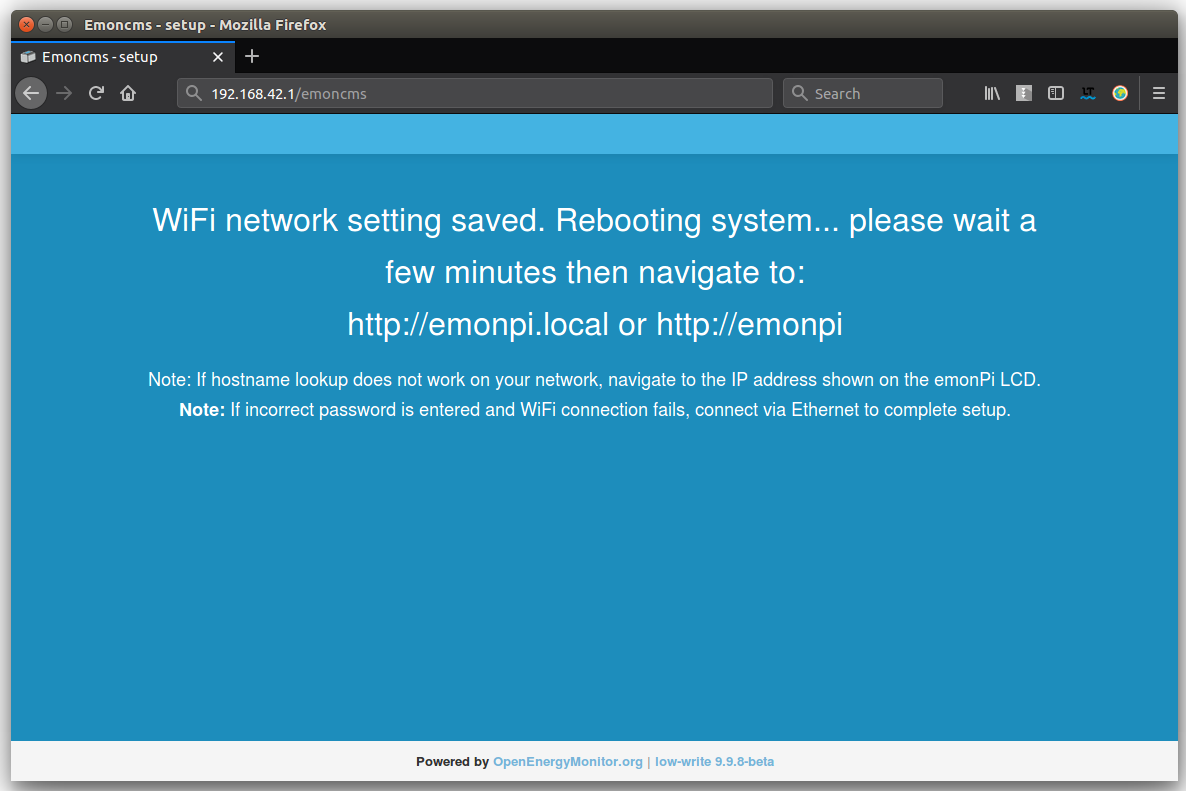 Emoncms - setup - Mozilla Firefox
Emoncms - setup
192.168.42.1/emoncms
Search
WiFi network setting saved. Rebooting system... please wait a
few minutes then navigate to:
http://emonpi.local or http://emonpi
Note: If hostname lookup does not work on your network, navigate to the IP address shown on the emonPi LCD.
Note: If incorrect password is entered and WiFi connection fails, connect via Ethernet to complete setup.
Powered by OpenEnergyMonitor.org | low-write 9.9.8-beta